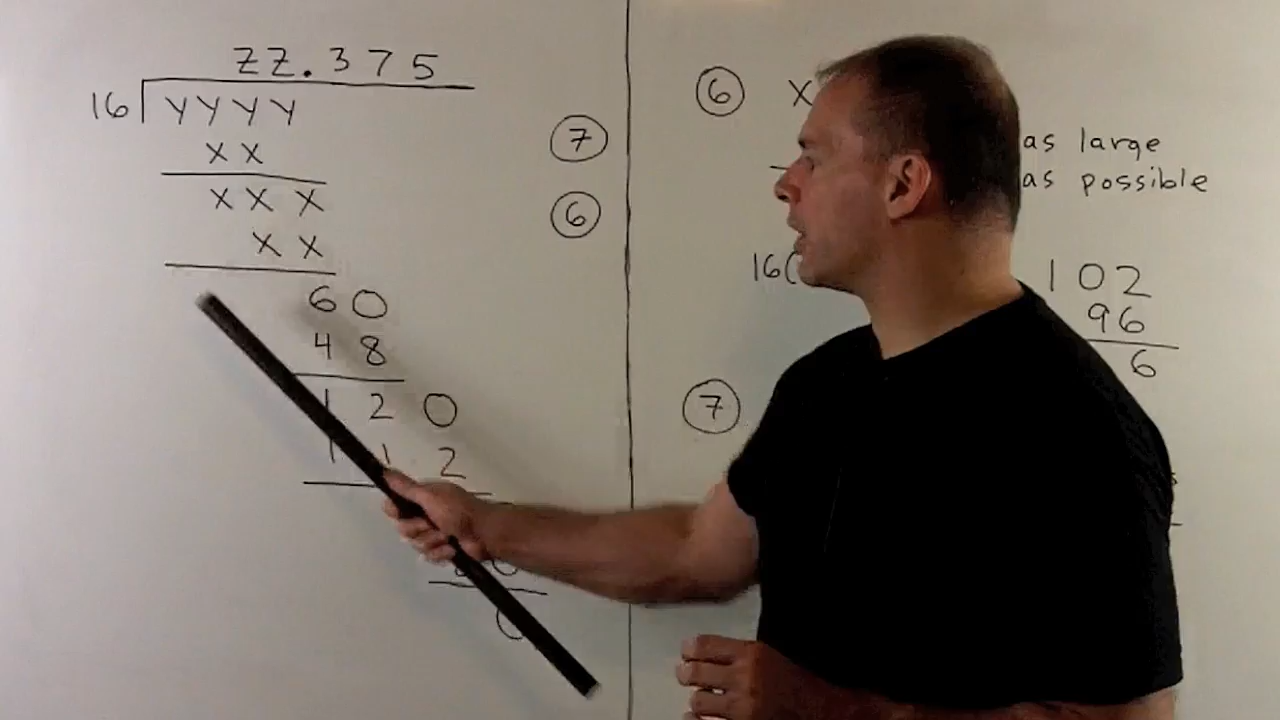 ZZ.375
16 YYYY
XX
XXX
XX
60
48
120
112
0
7
6
6 X
as large
as possible
16( 102
96
6
7